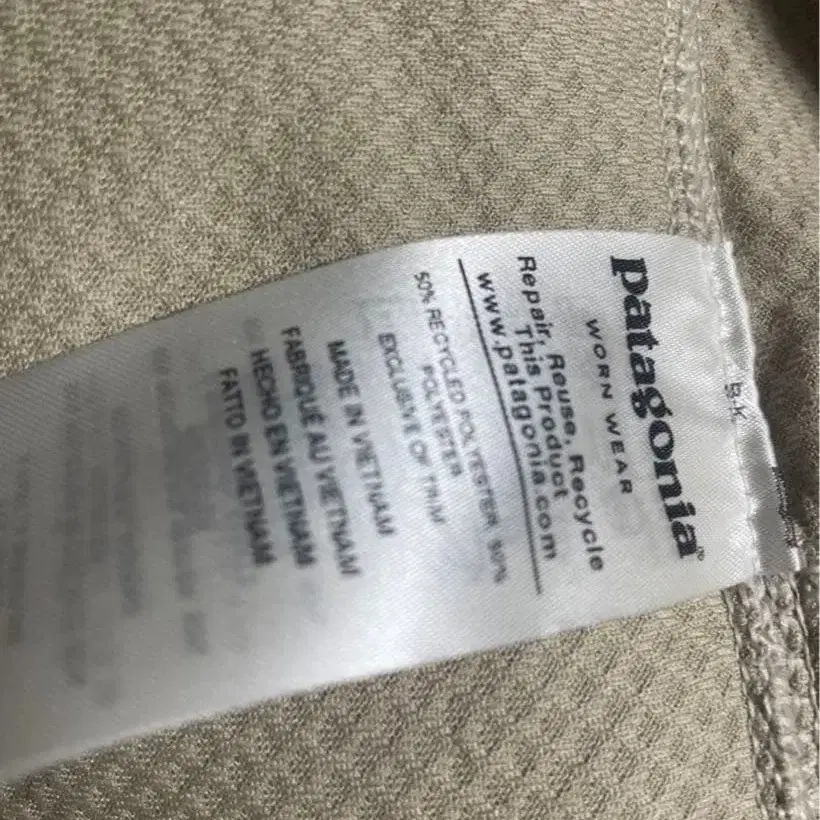 patagonia®
WORN WEAR
Repair, Reuse, Recycle
This Product
www.patagonia.com
50% RECYCLED POLYESTER 50%
POLYESTER
EXCLUSIVE OF TRIM
MADE IN VIETNAM
FABRIQUÉ AU VIETNAM
HECHO EN VIETNAM
FATTO IN VIETNAM